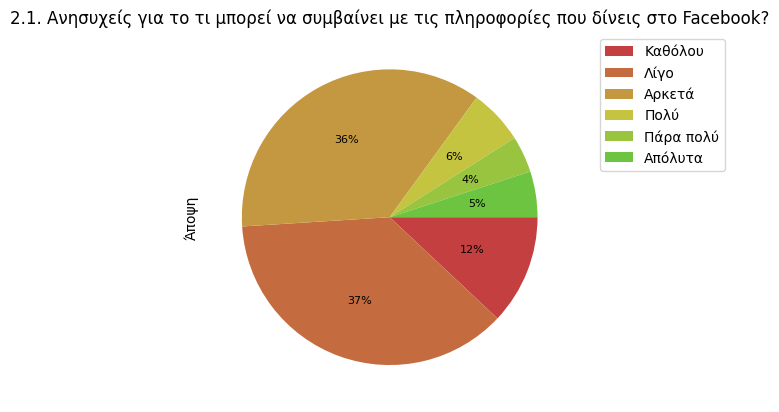 2.1. Ανησυχείς για το τι μπορεί να συμβαίνει με τις πληροφορίες που δίνεις στο Facebook?
Καθόλου
Λίγο
Αρκετά
Πολύ
Πάρα πολύ
Απόλυτα
36%
6%
4%
5%
12%
37%
Άποψη